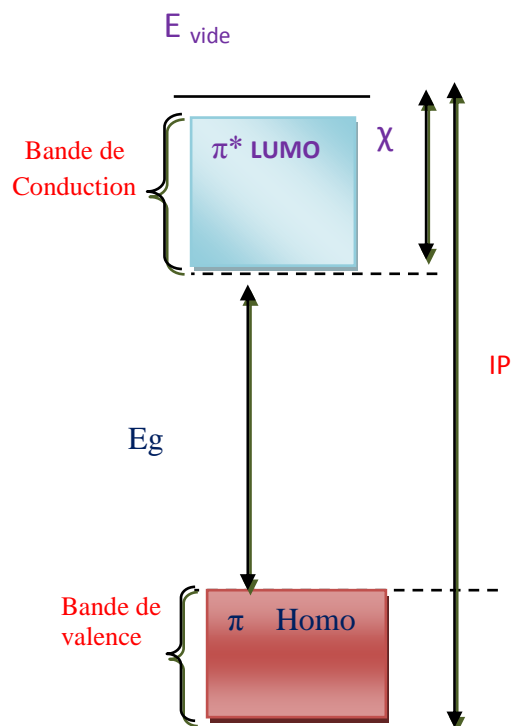 E vide
π* LUMO
χ
Bande de
Conduction
IP
Eg
Bande de
valence
π Homo